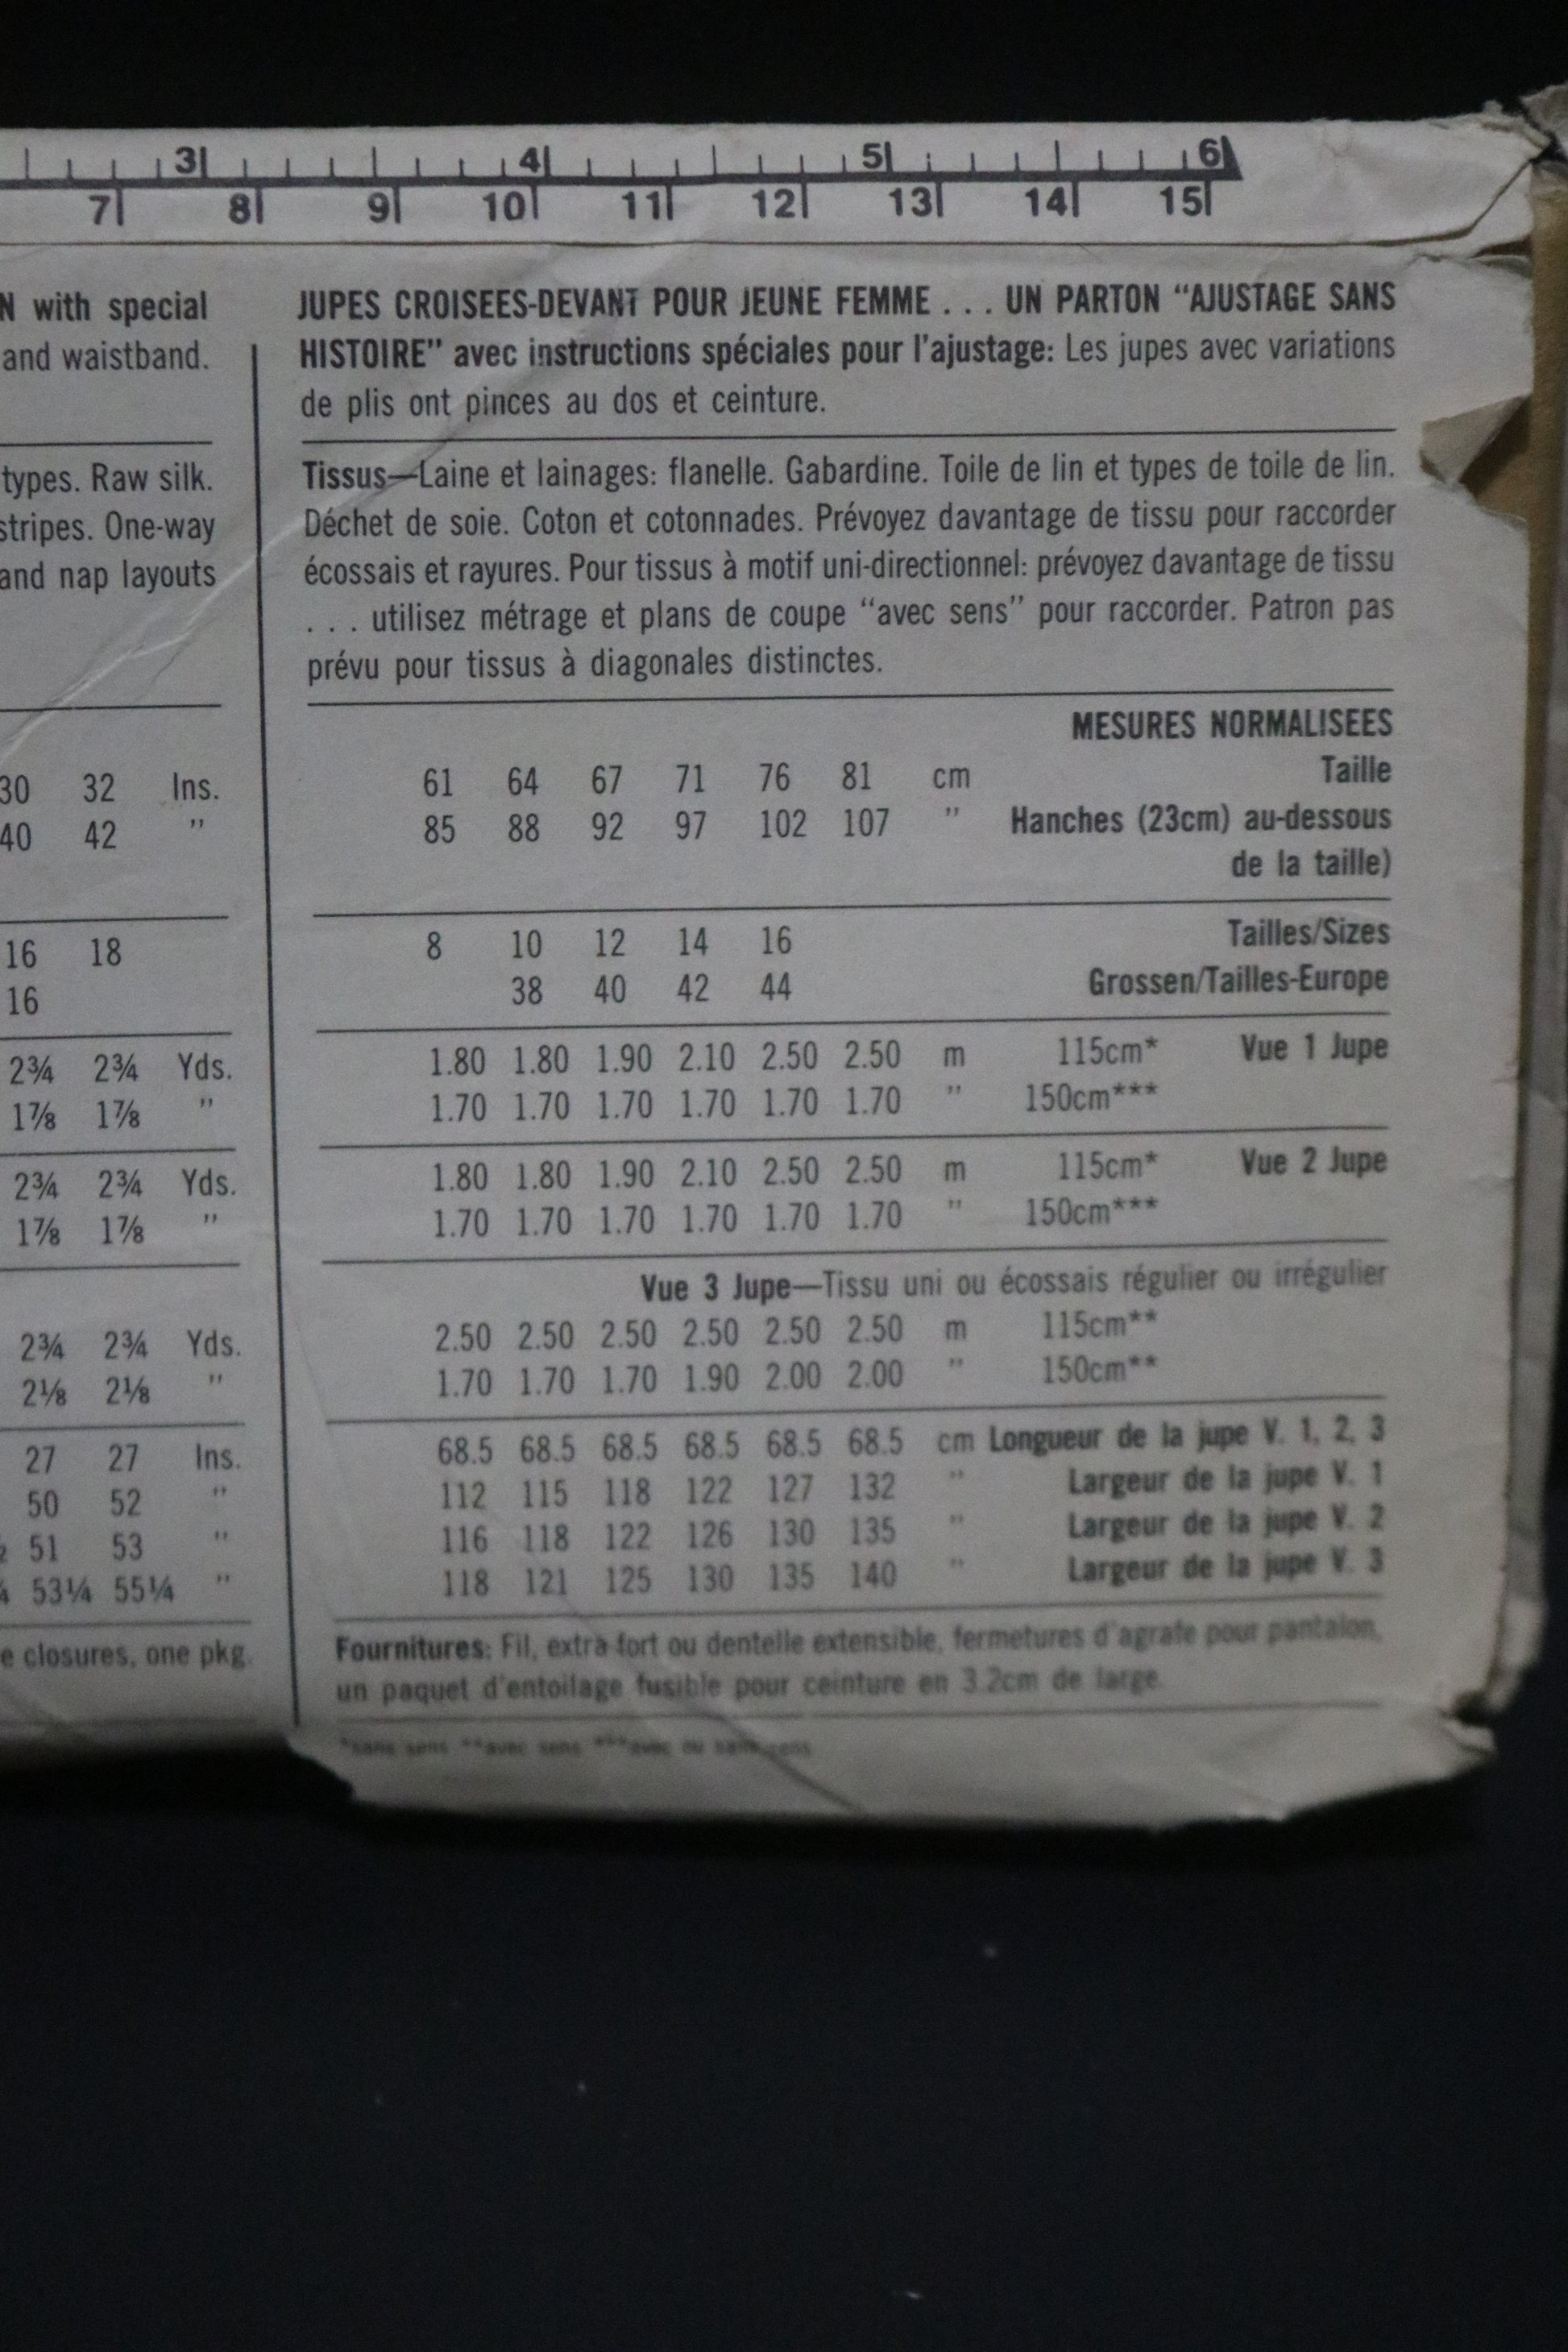 3 4 5 6
7 8 9 10 11 12 13 14 15
N with special
and waistband.
types. Raw silk.
stripes. One-way
and nap layouts
30 32 Ins.
40 42 "
16 18
16
2¾ 2¾ Yds.
1⅞ 1⅞ "
2¾ 2¾ Yds.
1⅞ 1⅞ "
2¾ 2¾ Yds.
2⅛ 2⅛ "
27 27 Ins.
50 52 "
51 53 "
53¼ 55¼ "
e closures, one pkg.
JUPES CROISEES-DEVANT POUR JEUNE FEMME . . . UN PARTON “AJUSTAGE SANS
HISTOIRE” avec instructions spéciales pour l'ajustage: Les jupes avec variations
de plis ont pinces au dos et ceinture.
Tissus—Laine et lainages: flanelle. Gabardine. Toile de lin et types de toile de lin.
Déchet de soie. Coton et cotonnades. Prévoyez davantage de tissu pour raccorder
écossais et rayures. Pour tissus à motif uni-directionnel: prévoyez davantage de tissu
. . . utilisez métrage et plans de coupe “avec sens” pour raccorder. Patron pas
prévu pour tissus à diagonales distinctes.
MESURES NORMALISEES
61 64 67 71 76 81 cm Taille
85 88 92 97 102 107 " Hanches (23cm) au-dessous
de la taille)
8 10 12 14 16 Tailles/Sizes
38 40 42 44 Grossen/Tailles-Europe
1.80 1.80 1.90 2.10 2.50 2.50 m 115cm* Vue 1 Jupe
1.70 1.70 1.70 1.70 1.70 1.70 " 150cm***
1.80 1.80 1.90 2.10 2.50 2.50 m 115cm* Vue 2 Jupe
1.70 1.70 1.70 1.70 1.70 1.70 " 150cm***
Vue 3 Jupe—Tissu uni ou écossais régulier ou irrégulier
2.50 2.50 2.50 2.50 2.50 2.50 m 115cm**
1.70 1.70 1.70 1.90 2.00 2.00 " 150cm**
68.5 68.5 68.5 68.5 68.5 68.5 cm Longueur de la jupe V. 1, 2, 3
112 115 118 122 127 132 " Largeur de la jupe V. 1
116 118 122 126 130 135 " Largeur de la jupe V. 2
118 121 125 130 135 140 " Largeur de la jupe V. 3
Fournitures: Fil, extra-fort ou dentelle extensible, fermetures d'agrafe pour pantalon,
un paquet d'entoilage fusible pour ceinture en 3.2cm de large.
*sans sens **avec sens ***avec ou sans sens